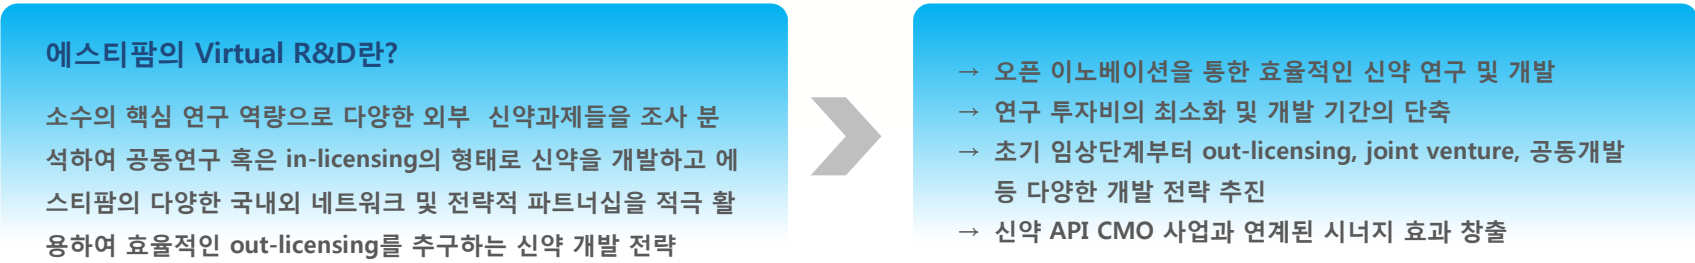 에스티팜의 Virtual R&D란?
소수의 핵심 연구 역량으로 다양한 외부 신약과제들을 조사 분
석하여 공동연구 혹은 in-licensing의 형태로 신약을 개발하고 에
스티팜의 다양한 국내외 네트워크 및 전략적 파트너십을 적극 활
용하여 효율적인 out-licensing를 추구하는 신약 개발 전략
→ 오픈 이노베이션을 통한 효율적인 신약 연구 및 개발
→ 연구 투자비의 최소화 및 개발 기간의 단축
→ 초기 임상단계부터 out-licensing, joint venture, 공동개발
등 다양한 개발 전략 추진
→ 신약 API CMO 사업과 연계된 시너지 효과 창출